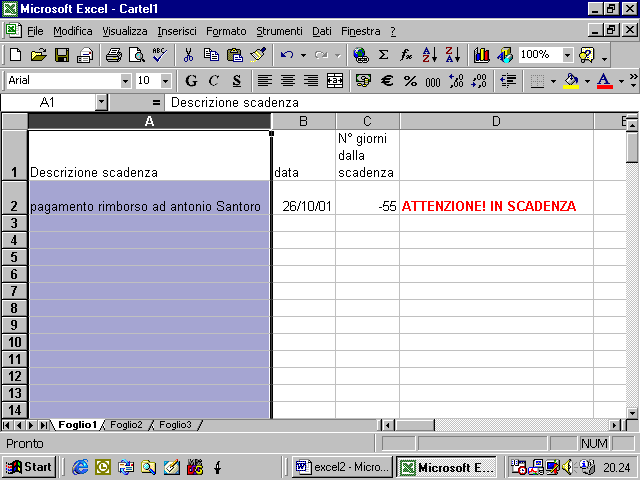 Microsoft Excel - Cartel1
File Modifica Visualizza Inserisci Formato Strumenti Dati Finestra ?
Σ fx 100% ?
Arial 10 G C S € % 000
A1 = Descrizione scadenza
A B C D E
1 Descrizione scadenza data N° giorni
dalla
scadenza
2 pagamento rimborso ad antonio Santoro 26/10/01 -55 ATTENZIONE! IN SCADENZA
3
4
5
6
7
8
9
10
11
12
13
14
Foglio1 Foglio2 Foglio3
Pronto NUM
Start excel2 - Micro... Microsoft E... 20.24